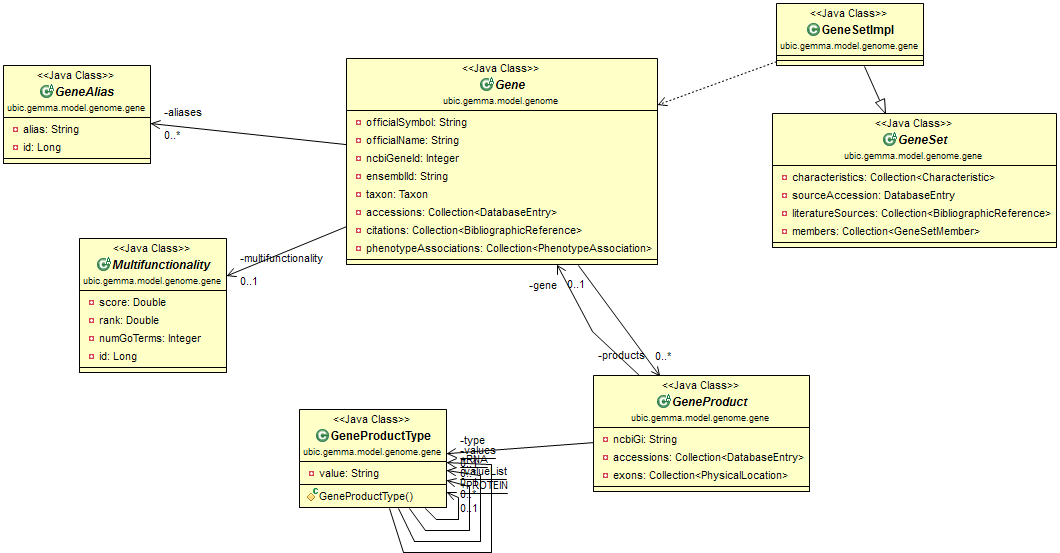 <<Java Class>>
GeneSetImpl
ubic.gemma.model.genome.gene
<<Java Class>>
GeneAlias
ubic.gemma.model.genome.gene
alias: String
id: Long
-aliases
0..*
<<Java Class>>
Gene
ubic.gemma.model.genome
officialSymbol: String
officialName: String
ncbiGeneId: Integer
ensemblId: String
taxon: Taxon
accessions: Collection<DatabaseEntry>
citations: Collection<BibliographicReference>
phenotypeAssociations: Collection<PhenotypeAssociation>
<<Java Class>>
GeneSet
ubic.gemma.model.genome.gene
characteristics: Collection<Characteristic>
sourceAccession: DatabaseEntry
literatureSources: Collection<BibliographicReference>
members: Collection<GeneSetMember>
<<Java Class>>
Multifunctionality
ubic.gemma.model.genome.gene
score: Double
rank: Double
numGoTerms: Integer
id: Long
-multifunctionality
0..1
-gene
0..1
-products
0..*
<<Java Class>>
GeneProduct
ubic.gemma.model.genome.gene
ncbiGi: String
accessions: Collection<DatabaseEntry>
exons: Collection<PhysicalLocation>
<<Java Class>>
GeneProductType
ubic.gemma.model.genome.gene
value: String
GeneProductType()
-type
-values
+RNA
-valueList
+PROTEIN
0..*
0..1